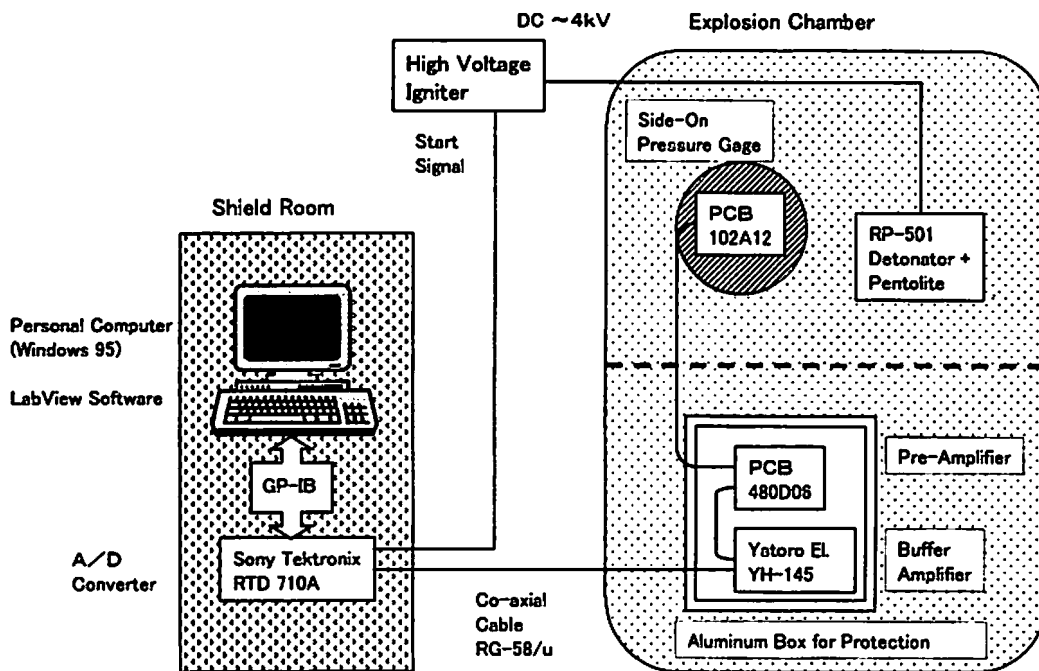 DC ~4kV
Explosion Chamber
High Voltage
Igniter
Side-On
Pressure Gage
Start
Signal
PCB
102A12
RP-501
Detonator +
Pentolite
Shield Room
Personal Computer
(Windows 95)
LabView Software
GP-IB
A/D
Converter
Sony Tektronix
RTD 710A
Co-axial
Cable
RG-58/u
PCB
480D06
Pre-Amplifier
Yatoro EL
YH-145
Buffer
Amplifier
Aluminum Box for Protection